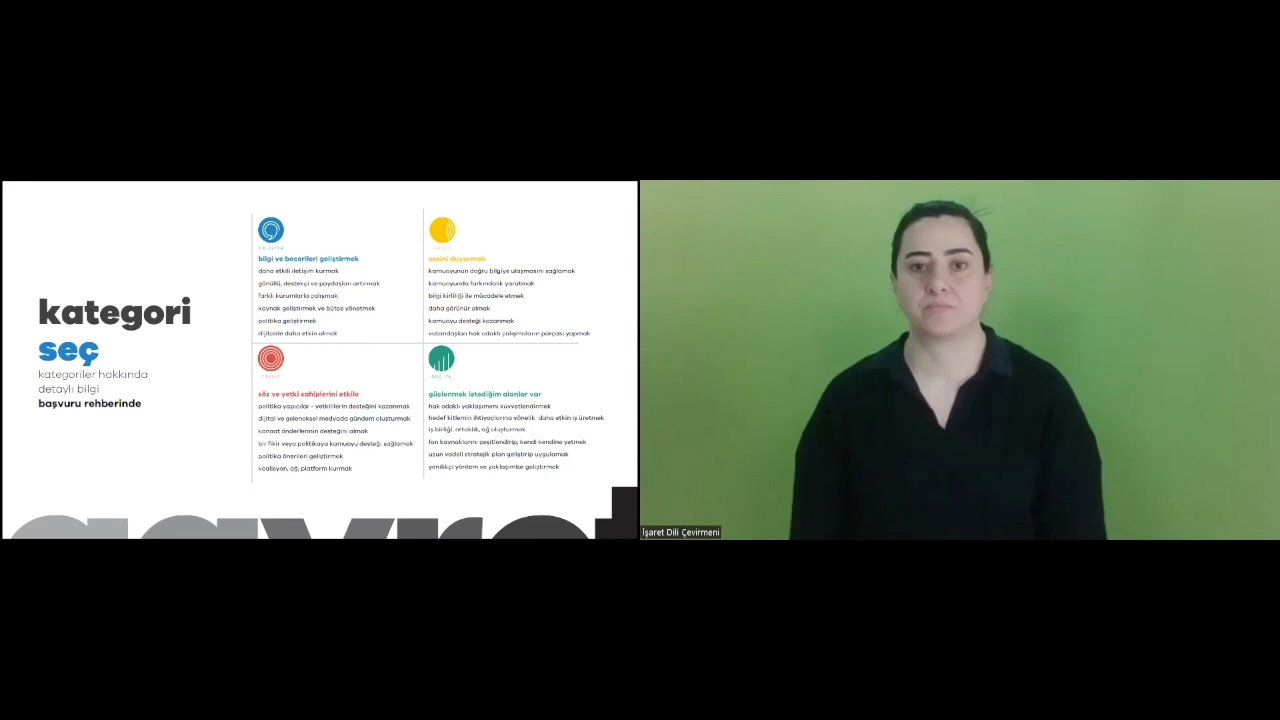 kategori
seç
kategoriler hakkında
detaylı bilgi
başvuru rehberinde
bilgi ve becerileri geliştirmek
daha etkili iletişim kurmak
gönüllü, destekçi ve paydaşları artırmak
farklı kurumlarla çalışmak
kaynak geliştirmek ve bütçe yönetmek
politika geliştirmek
dijitalde daha etkin olmak
sesini duyurmak
kamuoyunun doğru bilgiye ulaşmasını sağlamak
kamuoyunda farkındalık yaratmak
bilgi kirliliği ile mücadele etmek
daha görünür olmak
kamuoyu desteği kazanmak
vatandaşları hak odaklı çalışmaların parçası yapmak
söz ve yetki sahiplerini etkile
politika yapıcılar - yetkililerin desteğini kazanmak
dijital ve geleneksel medyada gündem oluşturmak
kanaat önderlerinin desteğini almak
bir fikir veya politikaya kamuoyu desteği sağlamak
politika önerileri geliştirmek
koalisyon, ağ, platform kurmak
güçlenmek istediğim alanlar var
hak odaklı yaklaşımımı kuvvetlendirmek
hedef kitlemin ihtiyaçlarına yönelik daha etkin iş üretmek
iş birliği, ortaklık, ağ oluşturmak
fon kaynaklarını çeşitlendirip, kendi kendine yetmek
uzun vadeli stratejik plan geliştirip uygulamak
yenilikçi yöntem ve yaklaşımlar geliştirmek
İşaret Dili Çevirmeni